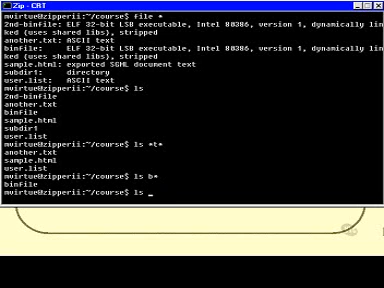 Zip - CRT
mvirtue@zipperii:~/course$ file *
2nd-binfile: ELF 32-bit LSB executable, Intel 80386, version 1, dynamically lin
ked (uses shared libs), stripped
another.txt: ASCII text
binfile:     ELF 32-bit LSB executable, Intel 80386, version 1, dynamically lin
ked (uses shared libs), stripped
sample.html: exported SGML document text
subdir1:     directory
user.list:   ASCII text
mvirtue@zipperii:~/course$ ls
2nd-binfile
another.txt
binfile
sample.html
subdir1
user.list
mvirtue@zipperii:~/course$ ls *t*
another.txt
sample.html
user.list
mvirtue@zipperii:~/course$ ls b*
binfile
mvirtue@zipperii:~/course$ ls _